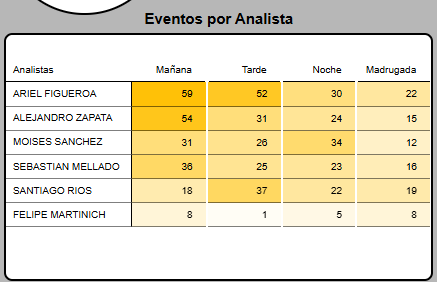 Eventos por Analista
Analistas Mañana Tarde Noche Madrugada
ARIEL FIGUEROA 59 52 30 22
ALEJANDRO ZAPATA 54 31 24 15
MOISES SANCHEZ 31 26 34 12
SEBASTIAN MELLADO 36 25 23 16
SANTIAGO RIOS 18 37 22 19
FELIPE MARTINICH 8 1 5 8